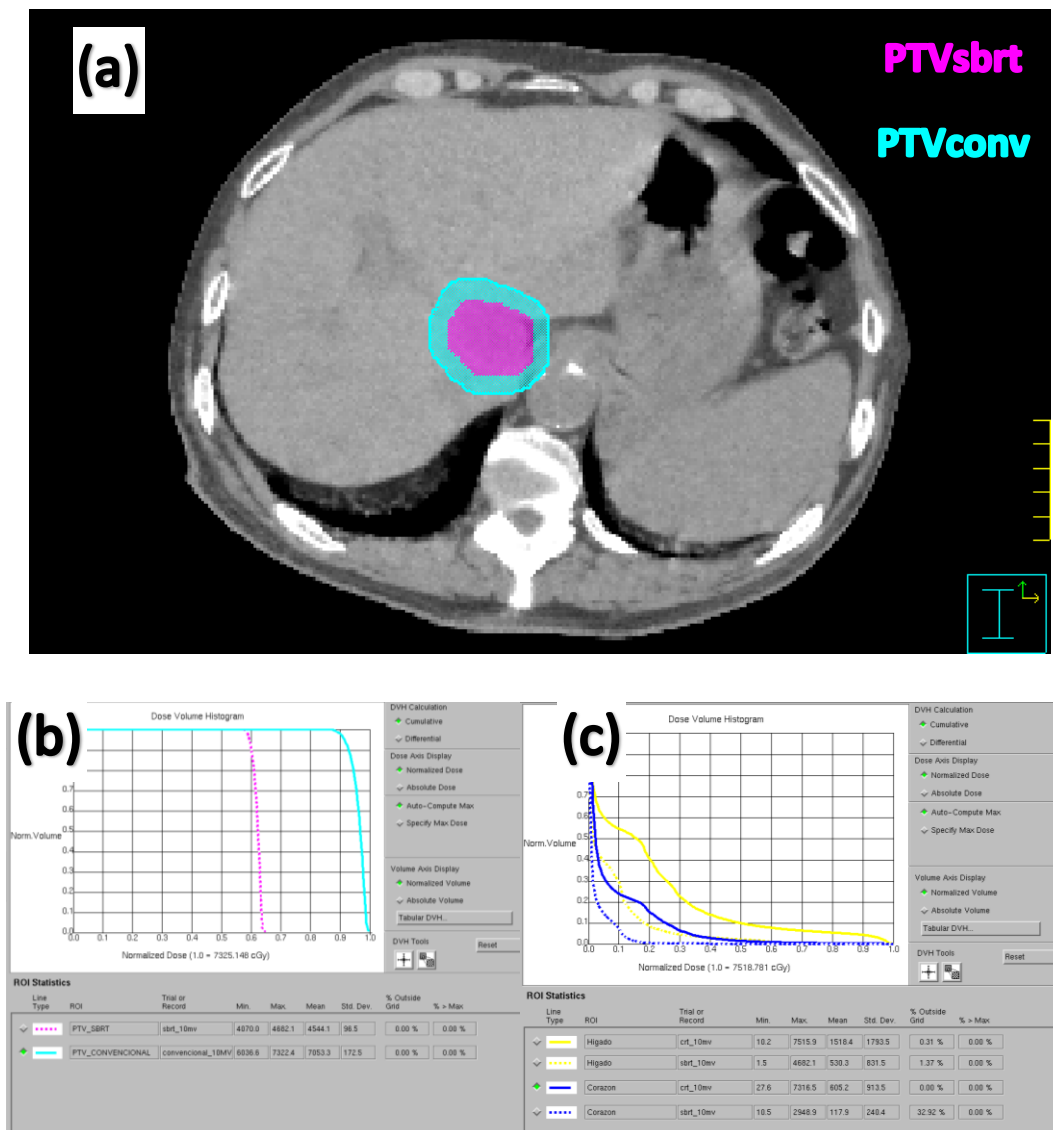 (a)
PTVsbrt
PTVconv
(b)
Dose Volume Histogram
Norm.Volume
0.7
0.6
0.5
0.4
0.3
0.2
0.1
0.0
0.0 0.1 0.2 0.3 0.4 0.5 0.6 0.7 0.8 0.9 1.0
Normalized Dose (1.0 = 7325.148 cGy)
DVH Calculation
Cumulative
Differential
Dose Axis Display
Normalized Dose
Absolute Dose
Auto-Compute Max
Specify Max Dose
Volume Axis Display
Normalized Volume
Absolute Volume
Tabular DVH...
DVH Tools
Reset
ROI Statistics
Line Type ROI Trial or Record Min. Max. Mean Std. Dev. % Outside Grid % > Max
PTV_SBRT sbrt_10mv 4070.0 4682.1 4544.1 96.5 0.00 % 0.00 %
PTV_CONVENCIONAL convencional_10MV 6036.6 7322.4 7053.3 172.5 0.00 % 0.00 %
(c)
Dose Volume Histogram
Norm.Volume
0.7
0.6
0.5
0.4
0.3
0.2
0.1
0.0
0.0 0.1 0.2 0.3 0.4 0.5 0.6 0.7 0.8 0.9 1.0
Normalized Dose (1.0 = 7518.781 cGy)
DVH Calculation
Cumulative
Differential
Dose Axis Display
Normalized Dose
Absolute Dose
Auto-Compute Max
Specify Max Dose
Volume Axis Display
Normalized Volume
Absolute Volume
Tabular DVH...
DVH Tools
Reset
ROI Statistics
Line Type ROI Trial or Record Min. Max. Mean Std. Dev. % Outside Grid % > Max
Higado crt_10mv 10.2 7515.9 1518.4 1793.5 0.31 % 0.00 %
Higado sbrt_10mv 1.5 4682.1 530.3 831.5 1.37 % 0.00 %
Corazon crt_10mv 27.6 7316.5 605.2 913.5 0.00 % 0.00 %
Corazon sbrt_10mv 10.5 2948.9 117.9 240.4 32.92 % 0.00 %